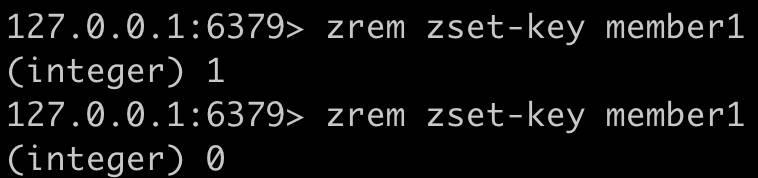 127.0.0.1:6379> zrem zset-key member1
(integer) 1
127.0.0.1:6379> zrem zset-key member1
(integer) 0